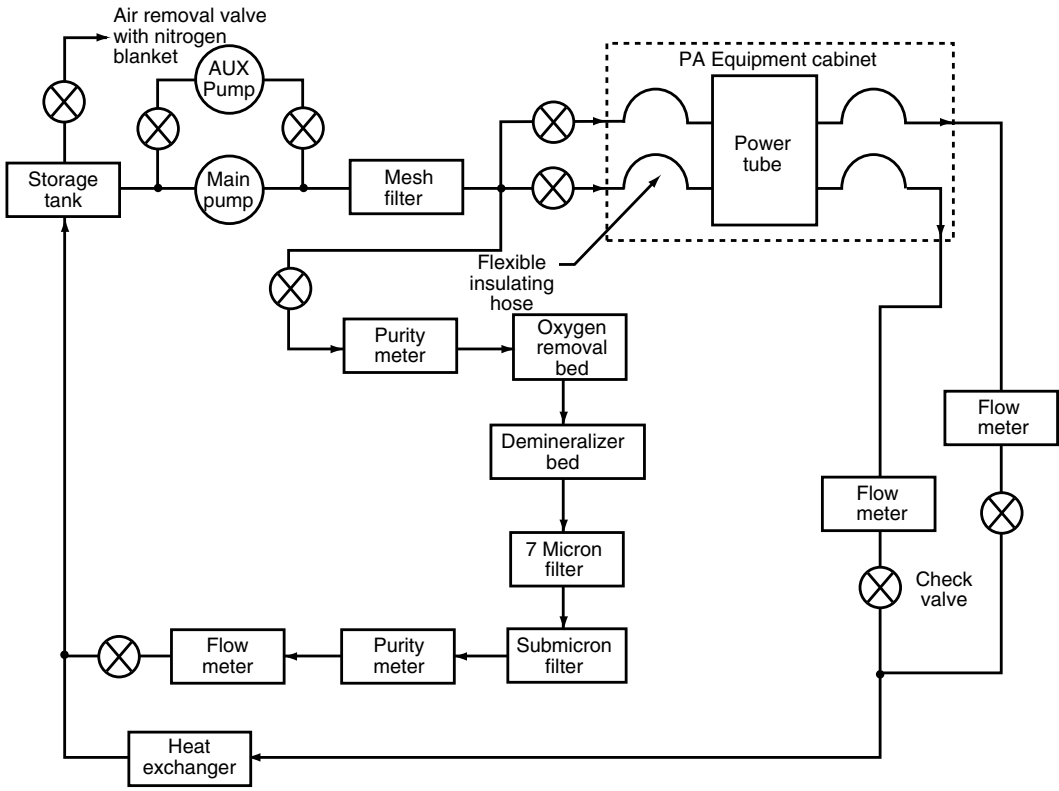 Air removal valve
with nitrogen
blanket
AUX
Pump
PA Equipment cabinet
Storage
tank
Main
pump
Mesh
filter
Power
tube
Flexible
insulating
hose
Purity
meter
Oxygen
removal
bed
Demineralizer
bed
Flow
meter
Flow
meter
7 Micron
filter
Check
valve
Flow
meter
Purity
meter
Submicron
filter
Heat
exchanger